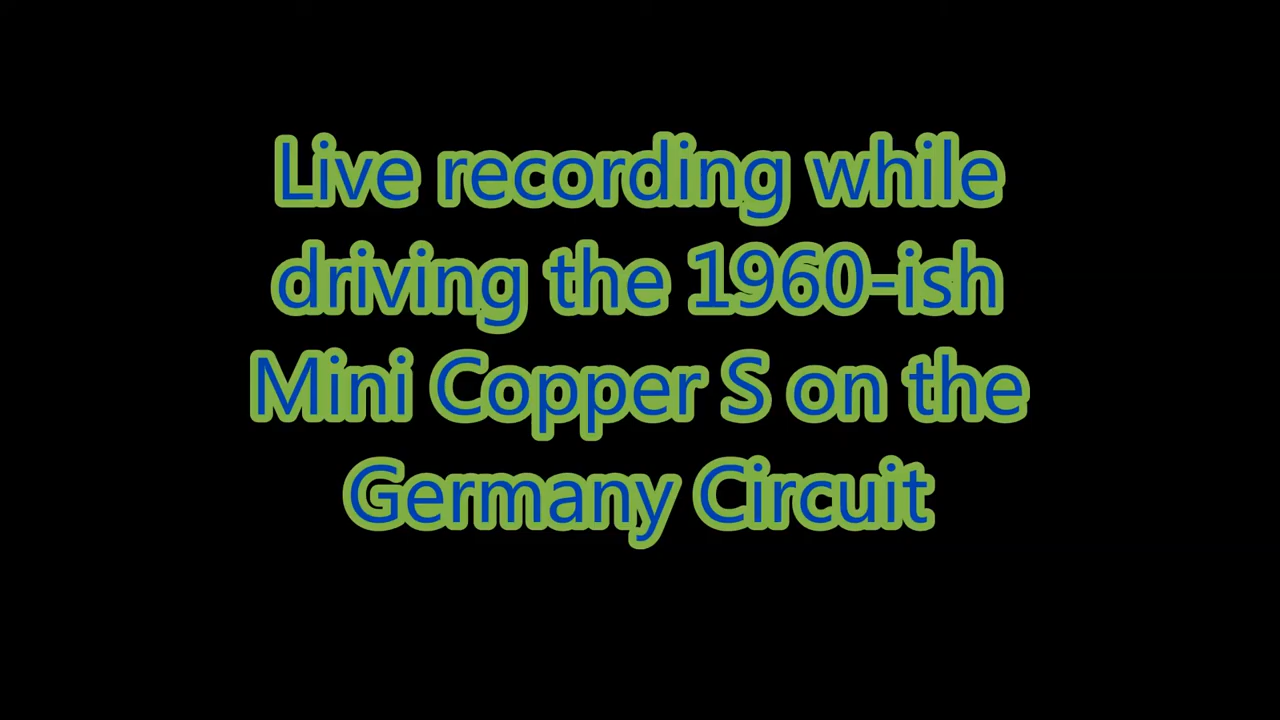 Live recording while
driving the 1960-ish
Mini Copper S on the
Germany Circuit